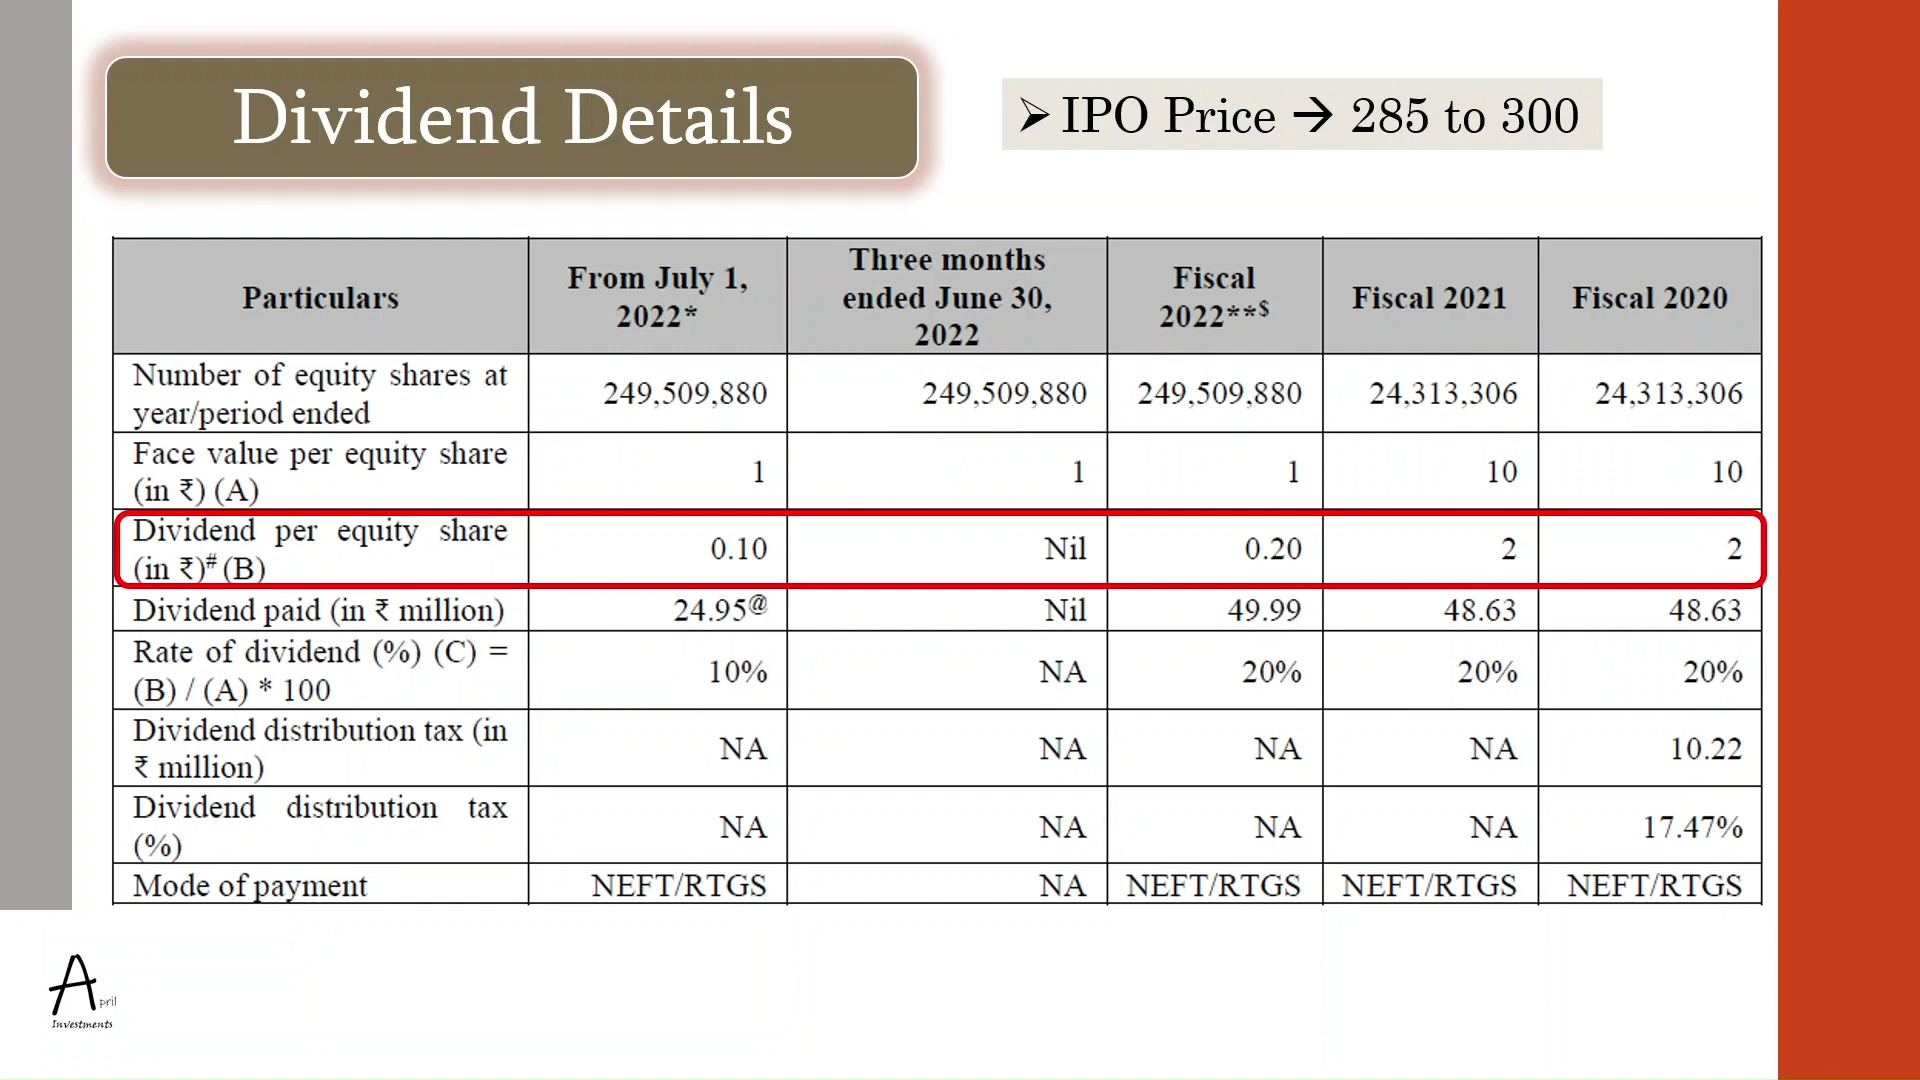 Dividend Details
➢ IPO Price → 285 to 300
Particulars
From July 1,
2022*
Three months
ended June 30,
2022
Fiscal
2022**$
Fiscal 2021
Fiscal 2020
Number of equity shares at
year/period ended
249,509,880
249,509,880
249,509,880
24,313,306
24,313,306
Face value per equity share
(in ₹) (A)
1
1
1
10
10
Dividend per equity share
(in ₹)# (B)
0.10
Nil
0.20
2
2
Dividend paid (in ₹ million)
24.95@
Nil
49.99
48.63
48.63
Rate of dividend (%) (C) =
(B) / (A) * 100
10%
NA
20%
20%
20%
Dividend distribution tax (in
₹ million)
NA
NA
NA
NA
10.22
Dividend distribution tax
(%)
NA
NA
NA
NA
17.47%
Mode of payment
NEFT/RTGS
NA
NEFT/RTGS
NEFT/RTGS
NEFT/RTGS
April
Investments